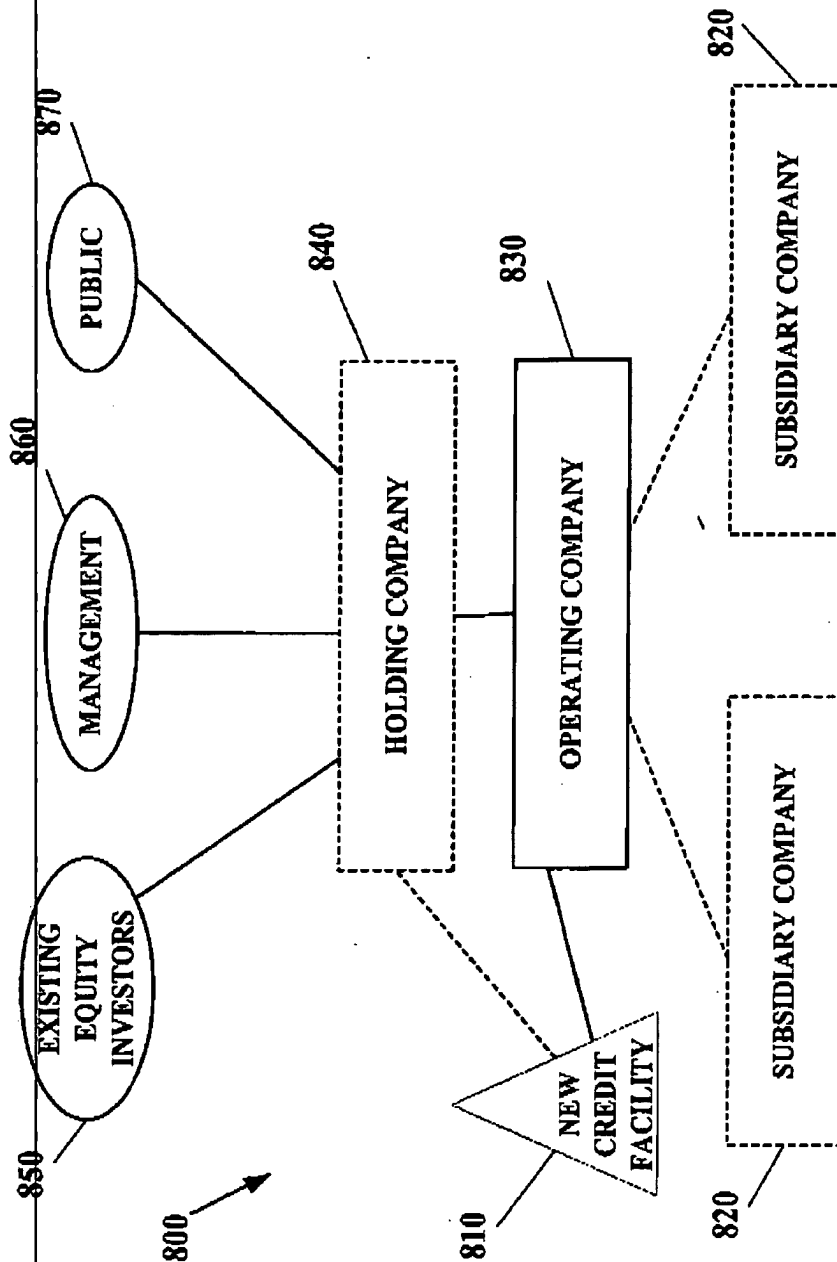 800
850
EXISTING
EQUITY
INVESTORS
860
MANAGEMENT
870
PUBLIC
840
HOLDING COMPANY
810
NEW
CREDIT
FACILITY
830
OPERATING COMPANY
820
SUBSIDIARY COMPANY
820
SUBSIDIARY COMPANY